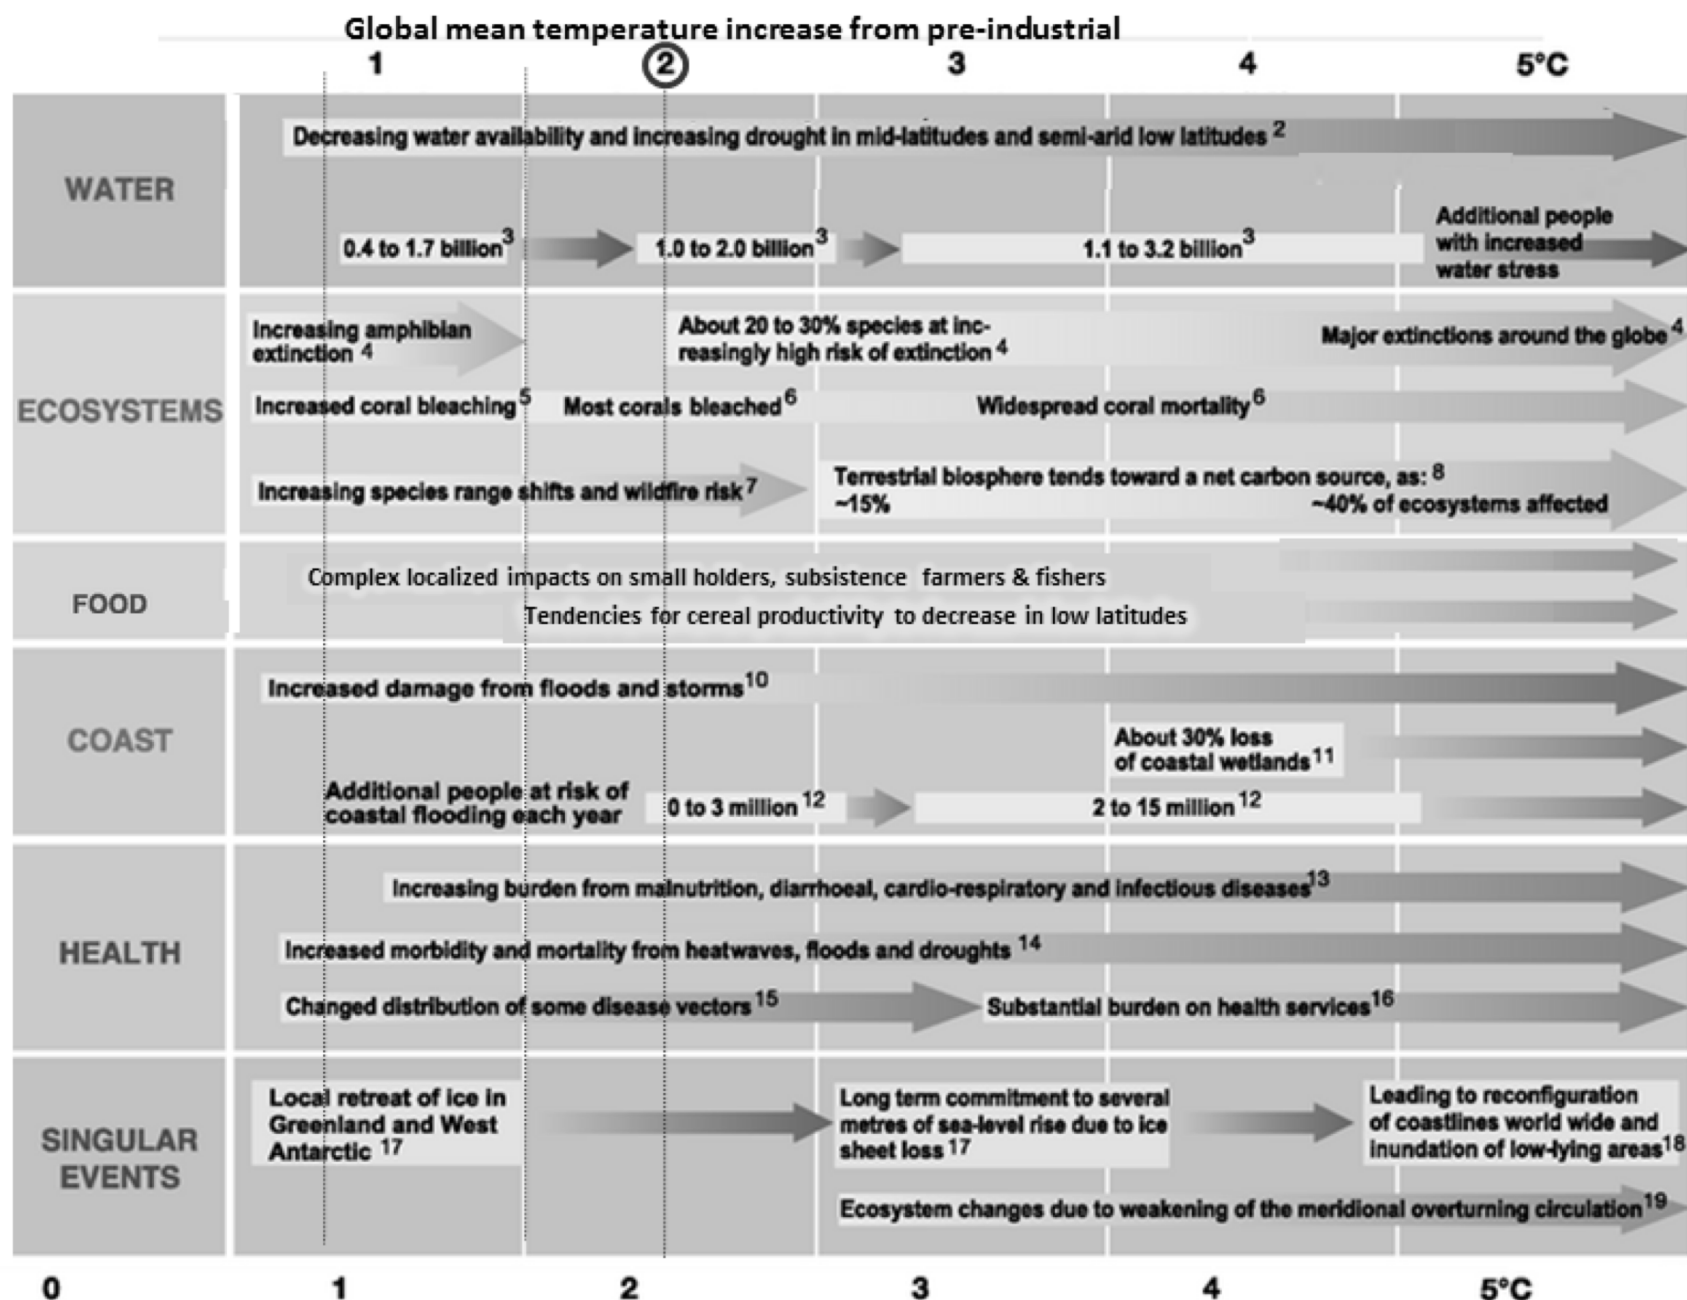 Global mean temperature increase from pre-industrial
1 2 3 4 5°C
WATER
Decreasing water availability and increasing drought in mid-latitudes and semi-arid low latitudes 2
0.4 to 1.7 billion 3
1.0 to 2.0 billion 3
1.1 to 3.2 billion 3
Additional people
with increased
water stress
ECOSYSTEMS
Increasing amphibian
extinction 4
About 20 to 30% species at inc-
reasingly high risk of extinction 4
Major extinctions around the globe 4
Increased coral bleaching 5
Most corals bleached 6
Widespread coral mortality 6
Increasing species range shifts and wildfire risk 7
Terrestrial biosphere tends toward a net carbon source, as: 8
~15%
~40% of ecosystems affected
FOOD
Complex localized impacts on small holders, subsistence farmers & fishers
Tendencies for cereal productivity to decrease in low latitudes
COAST
Increased damage from floods and storms 10
About 30% loss
of coastal wetlands 11
Additional people at risk of
coastal flooding each year
0 to 3 million 12
2 to 15 million 12
HEALTH
Increasing burden from malnutrition, diarrhoeal, cardio-respiratory and infectious diseases 13
Increased morbidity and mortality from heatwaves, floods and droughts 14
Changed distribution of some disease vectors 15
Substantial burden on health services 16
SINGULAR
EVENTS
Local retreat of ice in
Greenland and West
Antarctic 17
Long term commitment to several
metres of sea-level rise due to ice
sheet loss 17
Leading to reconfiguration
of coastlines world wide and
inundation of low-lying areas 18
Ecosystem changes due to weakening of the meridional overturning circulation 19
0 1 2 3 4 5°C